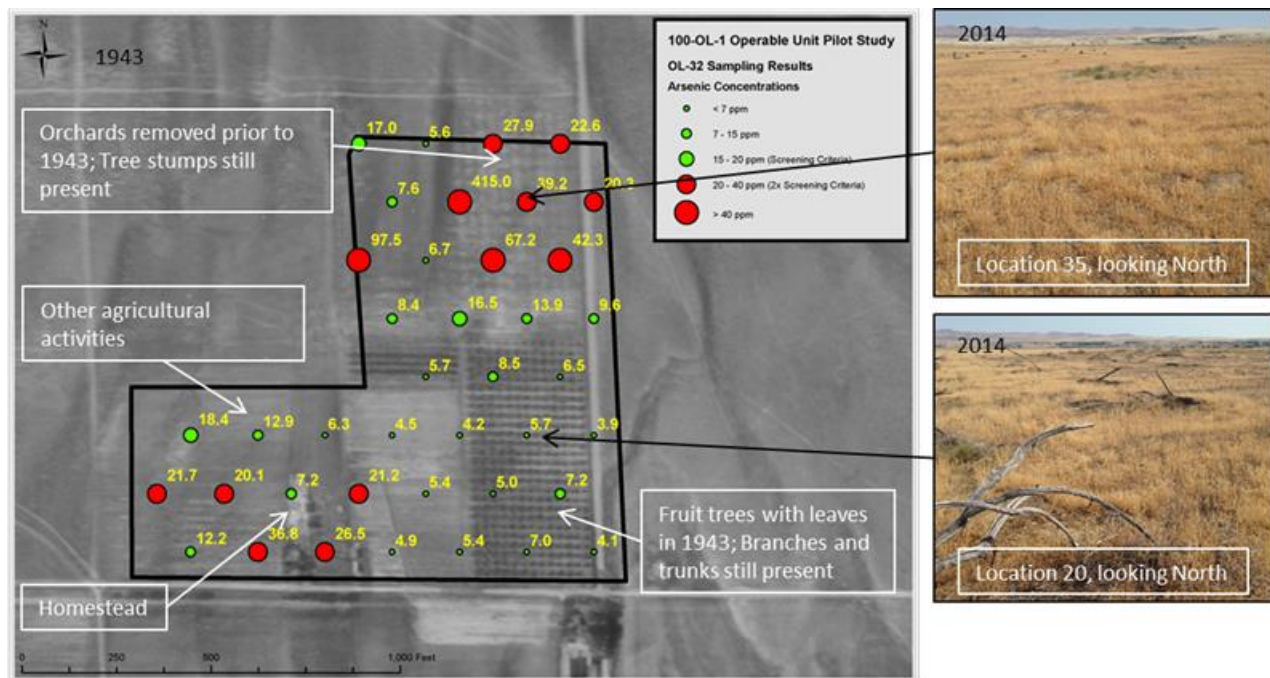 N
1943
Orchards removed prior to
1943; Tree stumps still
present
Other agricultural
activities
Homestead
Fruit trees with leaves
in 1943; Branches and
trunks still present
100-OL-1 Operable Unit Pilot Study
OL-32 Sampling Results
Arsenic Concentrations
< 7 ppm
7 - 15 ppm
15 - 20 ppm (Screening Criteria)
20 - 40 ppm (2x Screening Criteria)
> 40 ppm
17.0 5.6 27.9 22.6
7.6 415.0 39.2 20.3
97.5 6.7 67.2 42.3
8.4 16.5 13.9 9.6
5.7 8.5 6.5
18.4 12.9 6.3 4.5 4.2 5.7 3.9
21.7 20.1 7.2 21.2 5.4 5.0 7.2
12.2 36.8 26.5 4.9 5.4 7.0 4.1
0 250 500 1,000 Feet
2014
Location 35, looking North
2014
Location 20, looking North